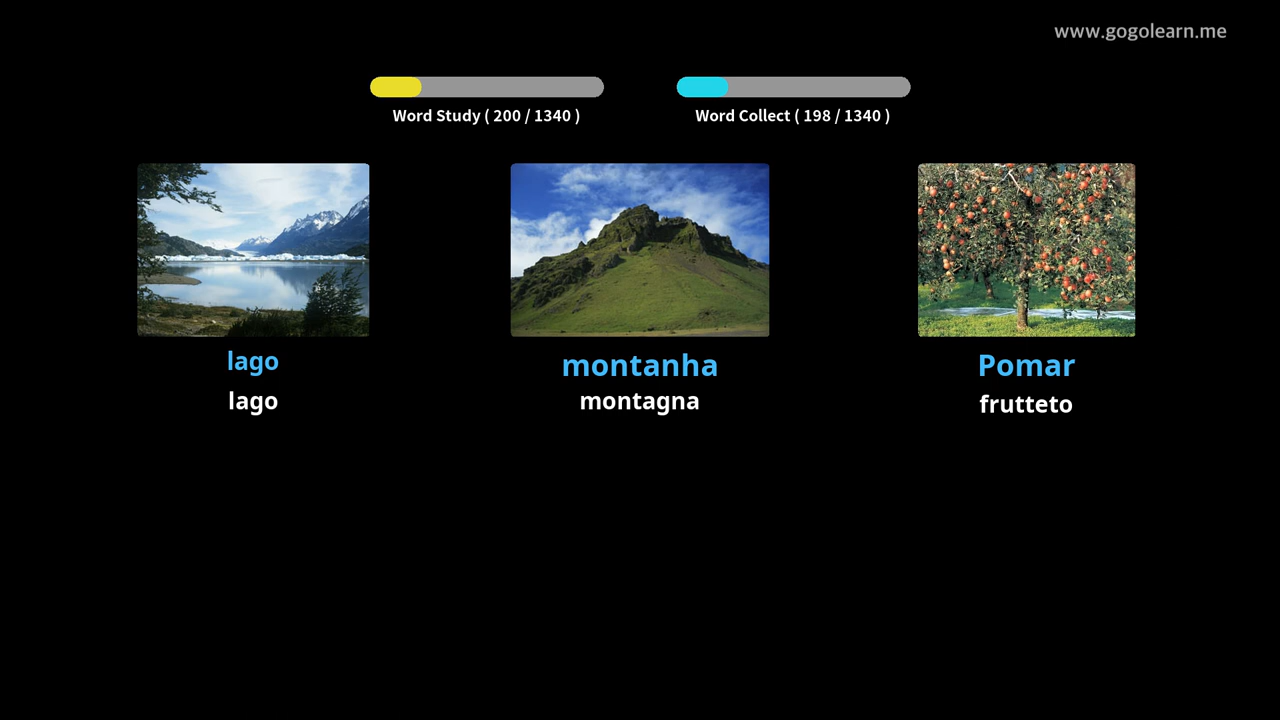 www.gogolearn.me
Word Study ( 200 / 1340 )
Word Collect ( 198 / 1340 )
lago
lago
montanha
montagna
Pomar
frutteto